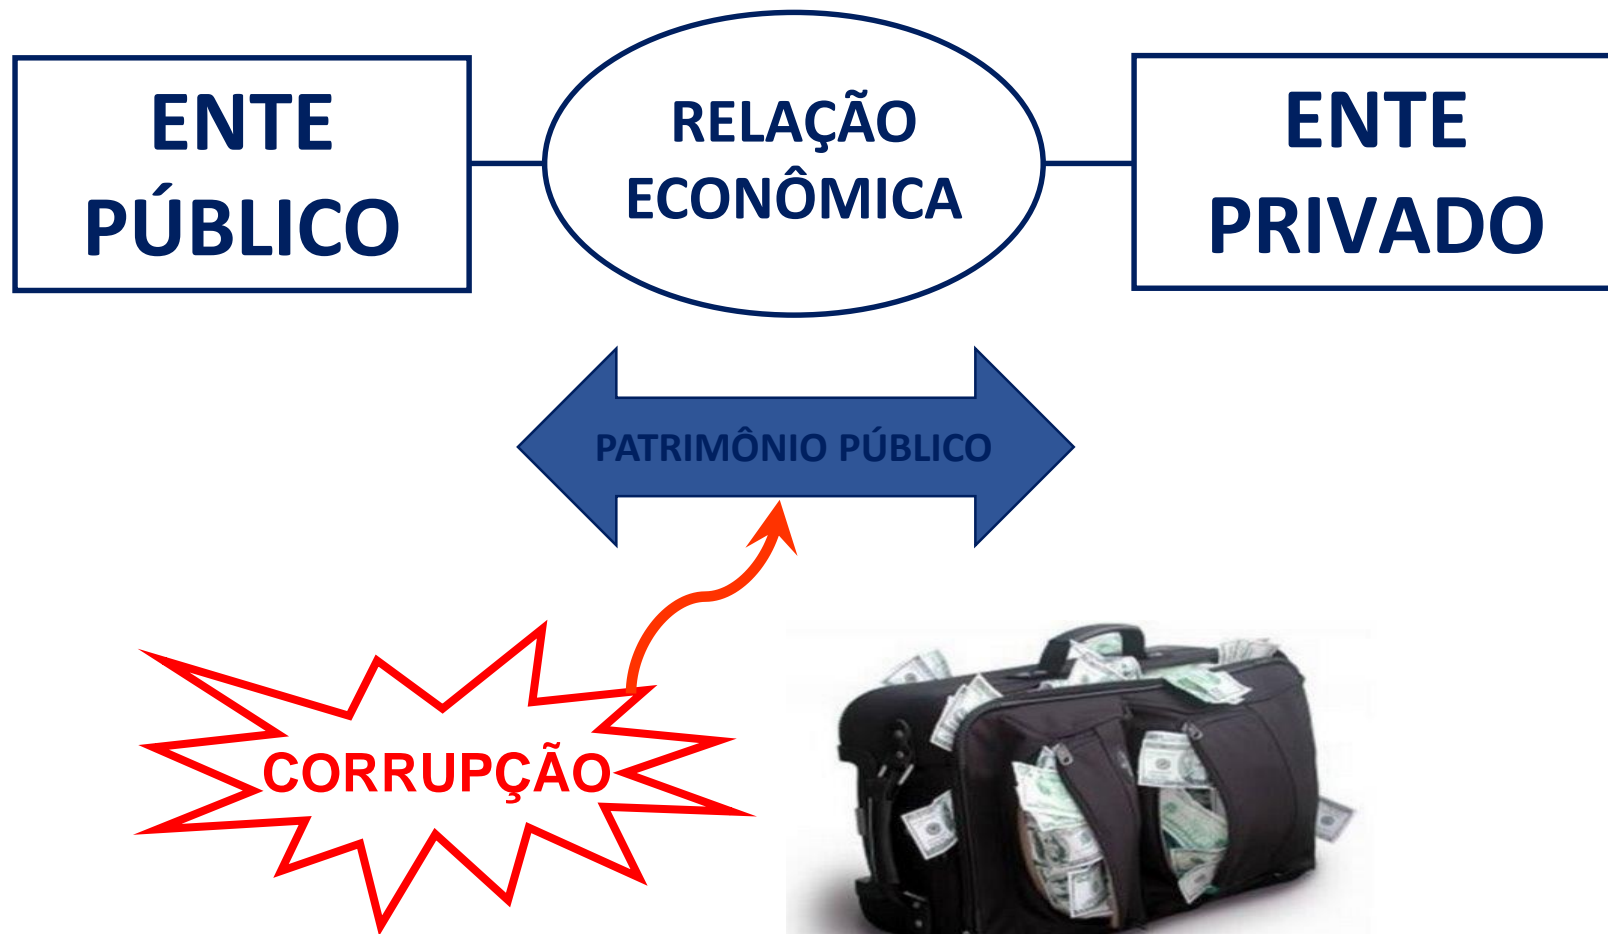 ENTE
PÚBLICO
RELAÇÃO
ECONÔMICA
ENTE
PRIVADO
PATRIMÔNIO PÚBLICO
CORRUPÇÃO